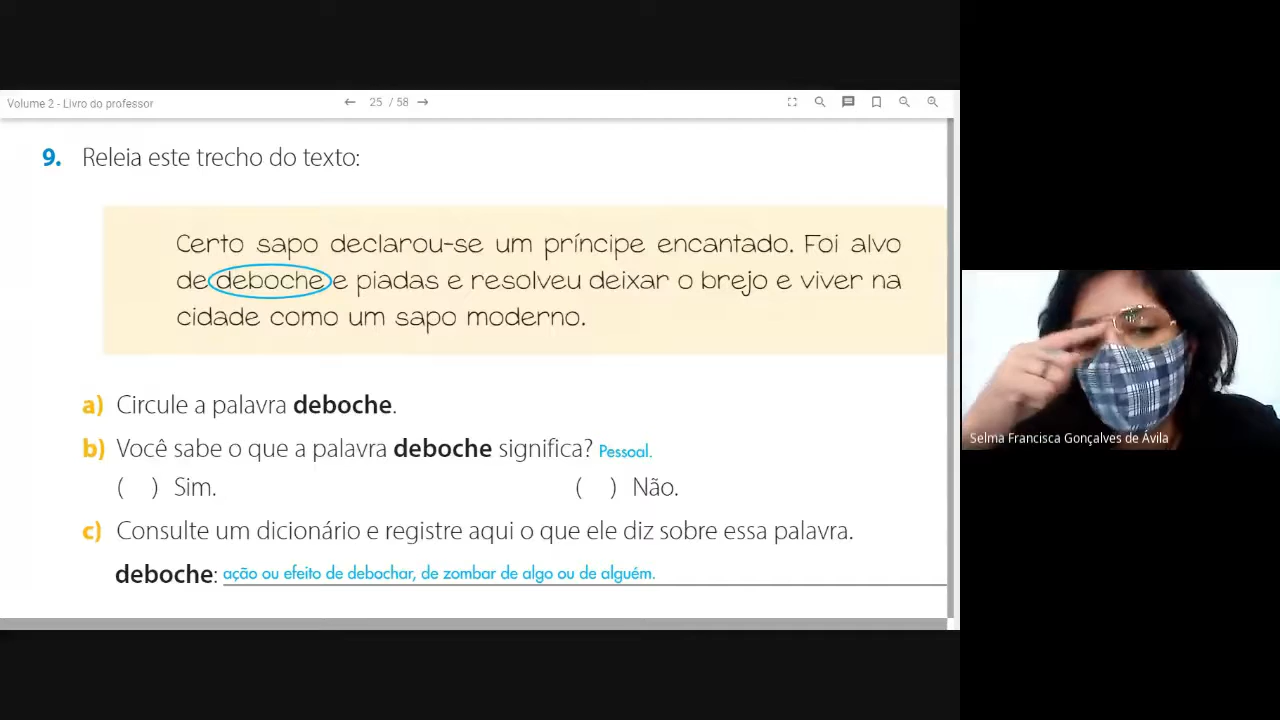 Volume 2 - Livro do professor
25 / 58
9. Releia este trecho do texto:
Certo sapo declarou-se um príncipe encantado. Foi alvo
de deboche e piadas e resolveu deixar o brejo e viver na
cidade como um sapo moderno.
a) Circule a palavra deboche.
b) Você sabe o que a palavra deboche significa? Pessoal.
( ) Sim. ( ) Não.
c) Consulte um dicionário e registre aqui o que ele diz sobre essa palavra.
deboche: ação ou efeito de debochar, de zombar de algo ou de alguém.
Selma Francisca Gonçalves de Ávila